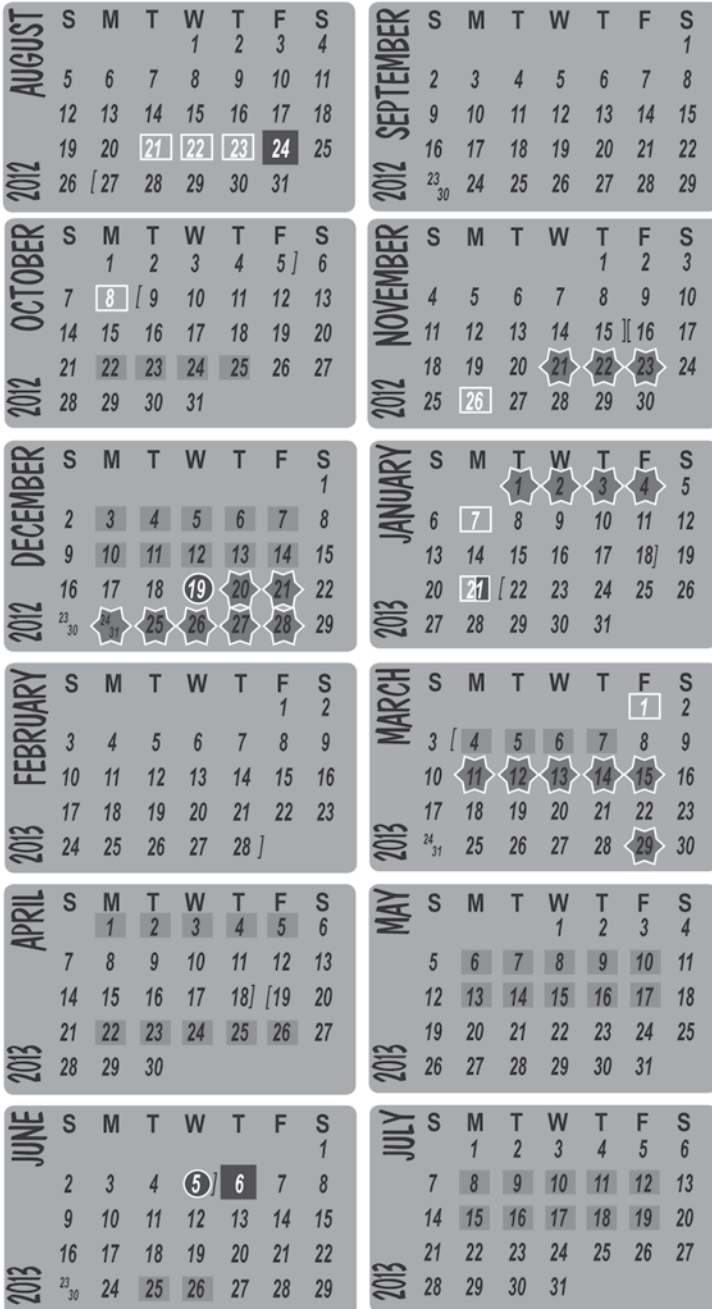 AUGUST 2012
S M T W T F S
1 2 3 4
5 6 7 8 9 10 11
12 13 14 15 16 17 18
19 20 21 22 23 24 25
26 [ 27 28 29 30 31
SEPTEMBER 2012
S M T W T F S
1
2 3 4 5 6 7 8
9 10 11 12 13 14 15
16 17 18 19 20 21 22
23 30 24 25 26 27 28 29
OCTOBER 2012
S M T W T F S
1 2 3 4 5 ] 6
7 8 [ 9 10 11 12 13
14 15 16 17 18 19 20
21 22 23 24 25 26 27
28 29 30 31
NOVEMBER 2012
S M T W T F S
1 2 3
4 5 6 7 8 9 10
11 12 13 14 15 ][ 16 17
18 19 20 21 22 23 24
25 26 27 28 29 30
DECEMBER 2012
S M T W T F S
1
2 3 4 5 6 7 8
9 10 11 12 13 14 15
16 17 18 19 20 21 22
23 30 24 31 25 26 27 28 29
JANUARY 2013
S M T W T F S
1 2 3 4 5
6 7 8 9 10 11 12
13 14 15 16 17 18] 19
20 21 [ 22 23 24 25 26
27 28 29 30 31
FEBRUARY 2013
S M T W T F S
1 2
3 4 5 6 7 8 9
10 11 12 13 14 15 16
17 18 19 20 21 22 23
24 25 26 27 28 ]
MARCH 2013
S M T W T F S
1 2
3 [ 4 5 6 7 8 9
10 11 12 13 14 15 16
17 18 19 20 21 22 23
24 31 25 26 27 28 29 30
APRIL 2013
S M T W T F S
1 2 3 4 5 6
7 8 9 10 11 12 13
14 15 16 17 18] [19 20
21 22 23 24 25 26 27
28 29 30
MAY 2013
S M T W T F S
1 2 3 4
5 6 7 8 9 10 11
12 13 14 15 16 17 18
19 20 21 22 23 24 25
26 27 28 29 30 31
JUNE 2013
S M T W T F S
1
2 3 4 5 ] 6 7 8
9 10 11 12 13 14 15
16 17 18 19 20 21 22
23 30 24 25 26 27 28 29
JULY 2013
S M T W T F S
1 2 3 4 5 6
7 8 9 10 11 12 13
14 15 16 17 18 19 20
21 22 23 24 25 26 27
28 29 30 31